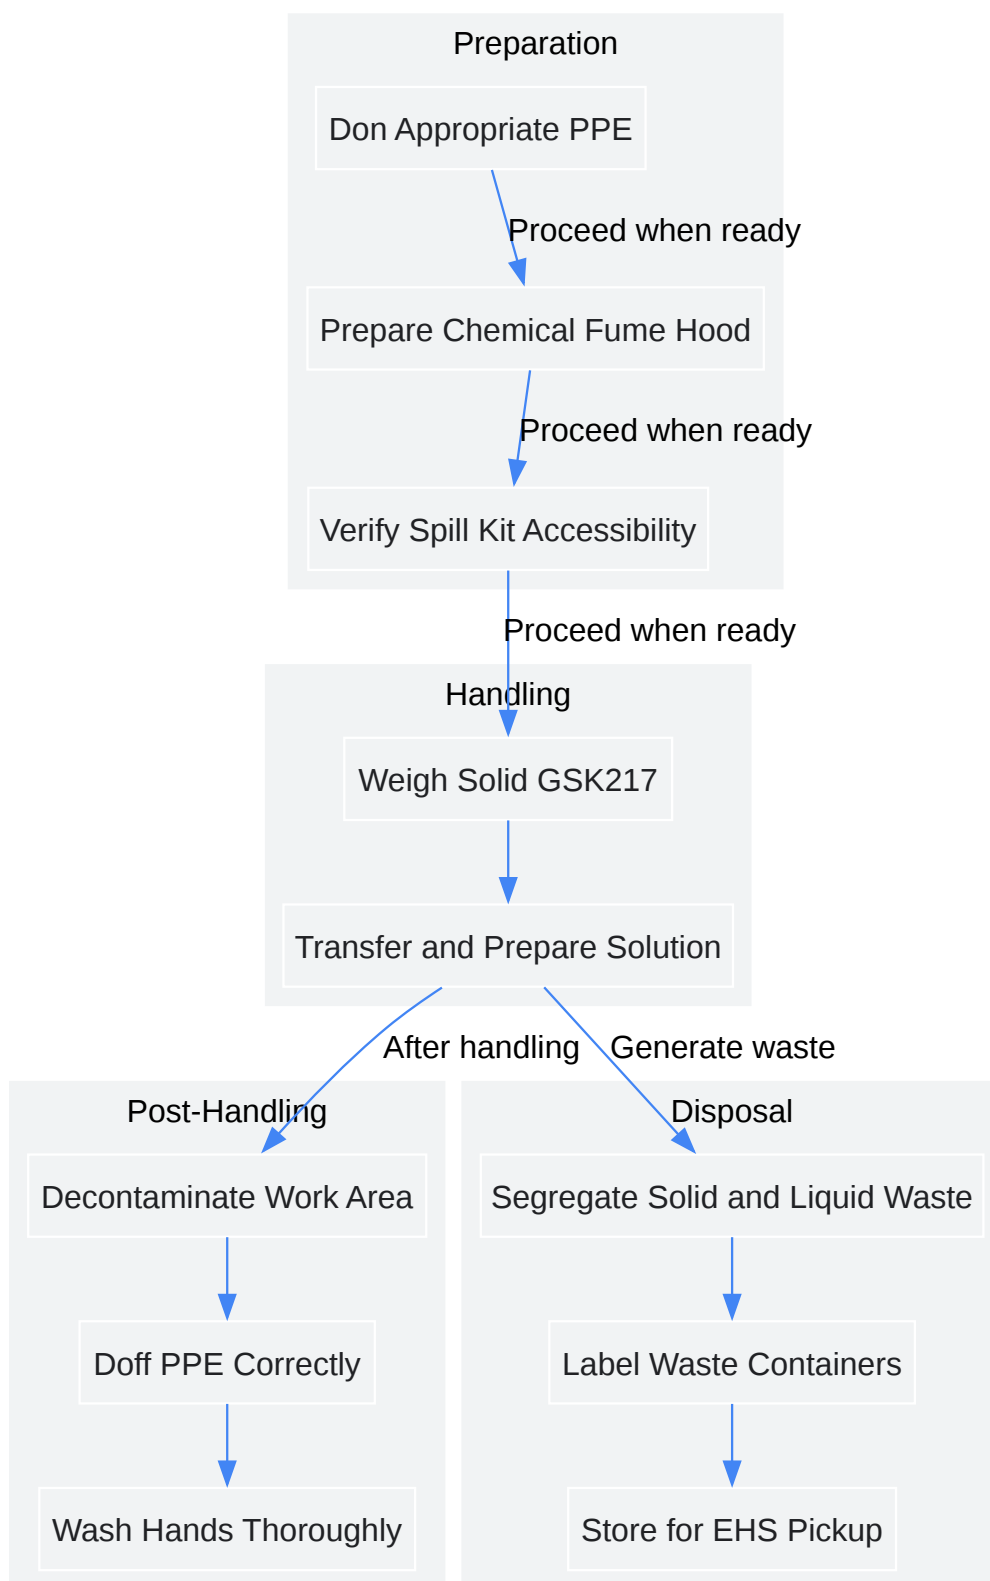 Preparation
Don Appropriate PPE
Proceed when ready
Prepare Chemical Fume Hood
Proceed when ready
Verify Spill Kit Accessibility
Proceed when ready
Handling
Weigh Solid GSK217
Transfer and Prepare Solution
After handling
Generate waste
Post-Handling
Decontaminate Work Area
Doff PPE Correctly
Wash Hands Thoroughly
Disposal
Segregate Solid and Liquid Waste
Label Waste Containers
Store for EHS Pickup